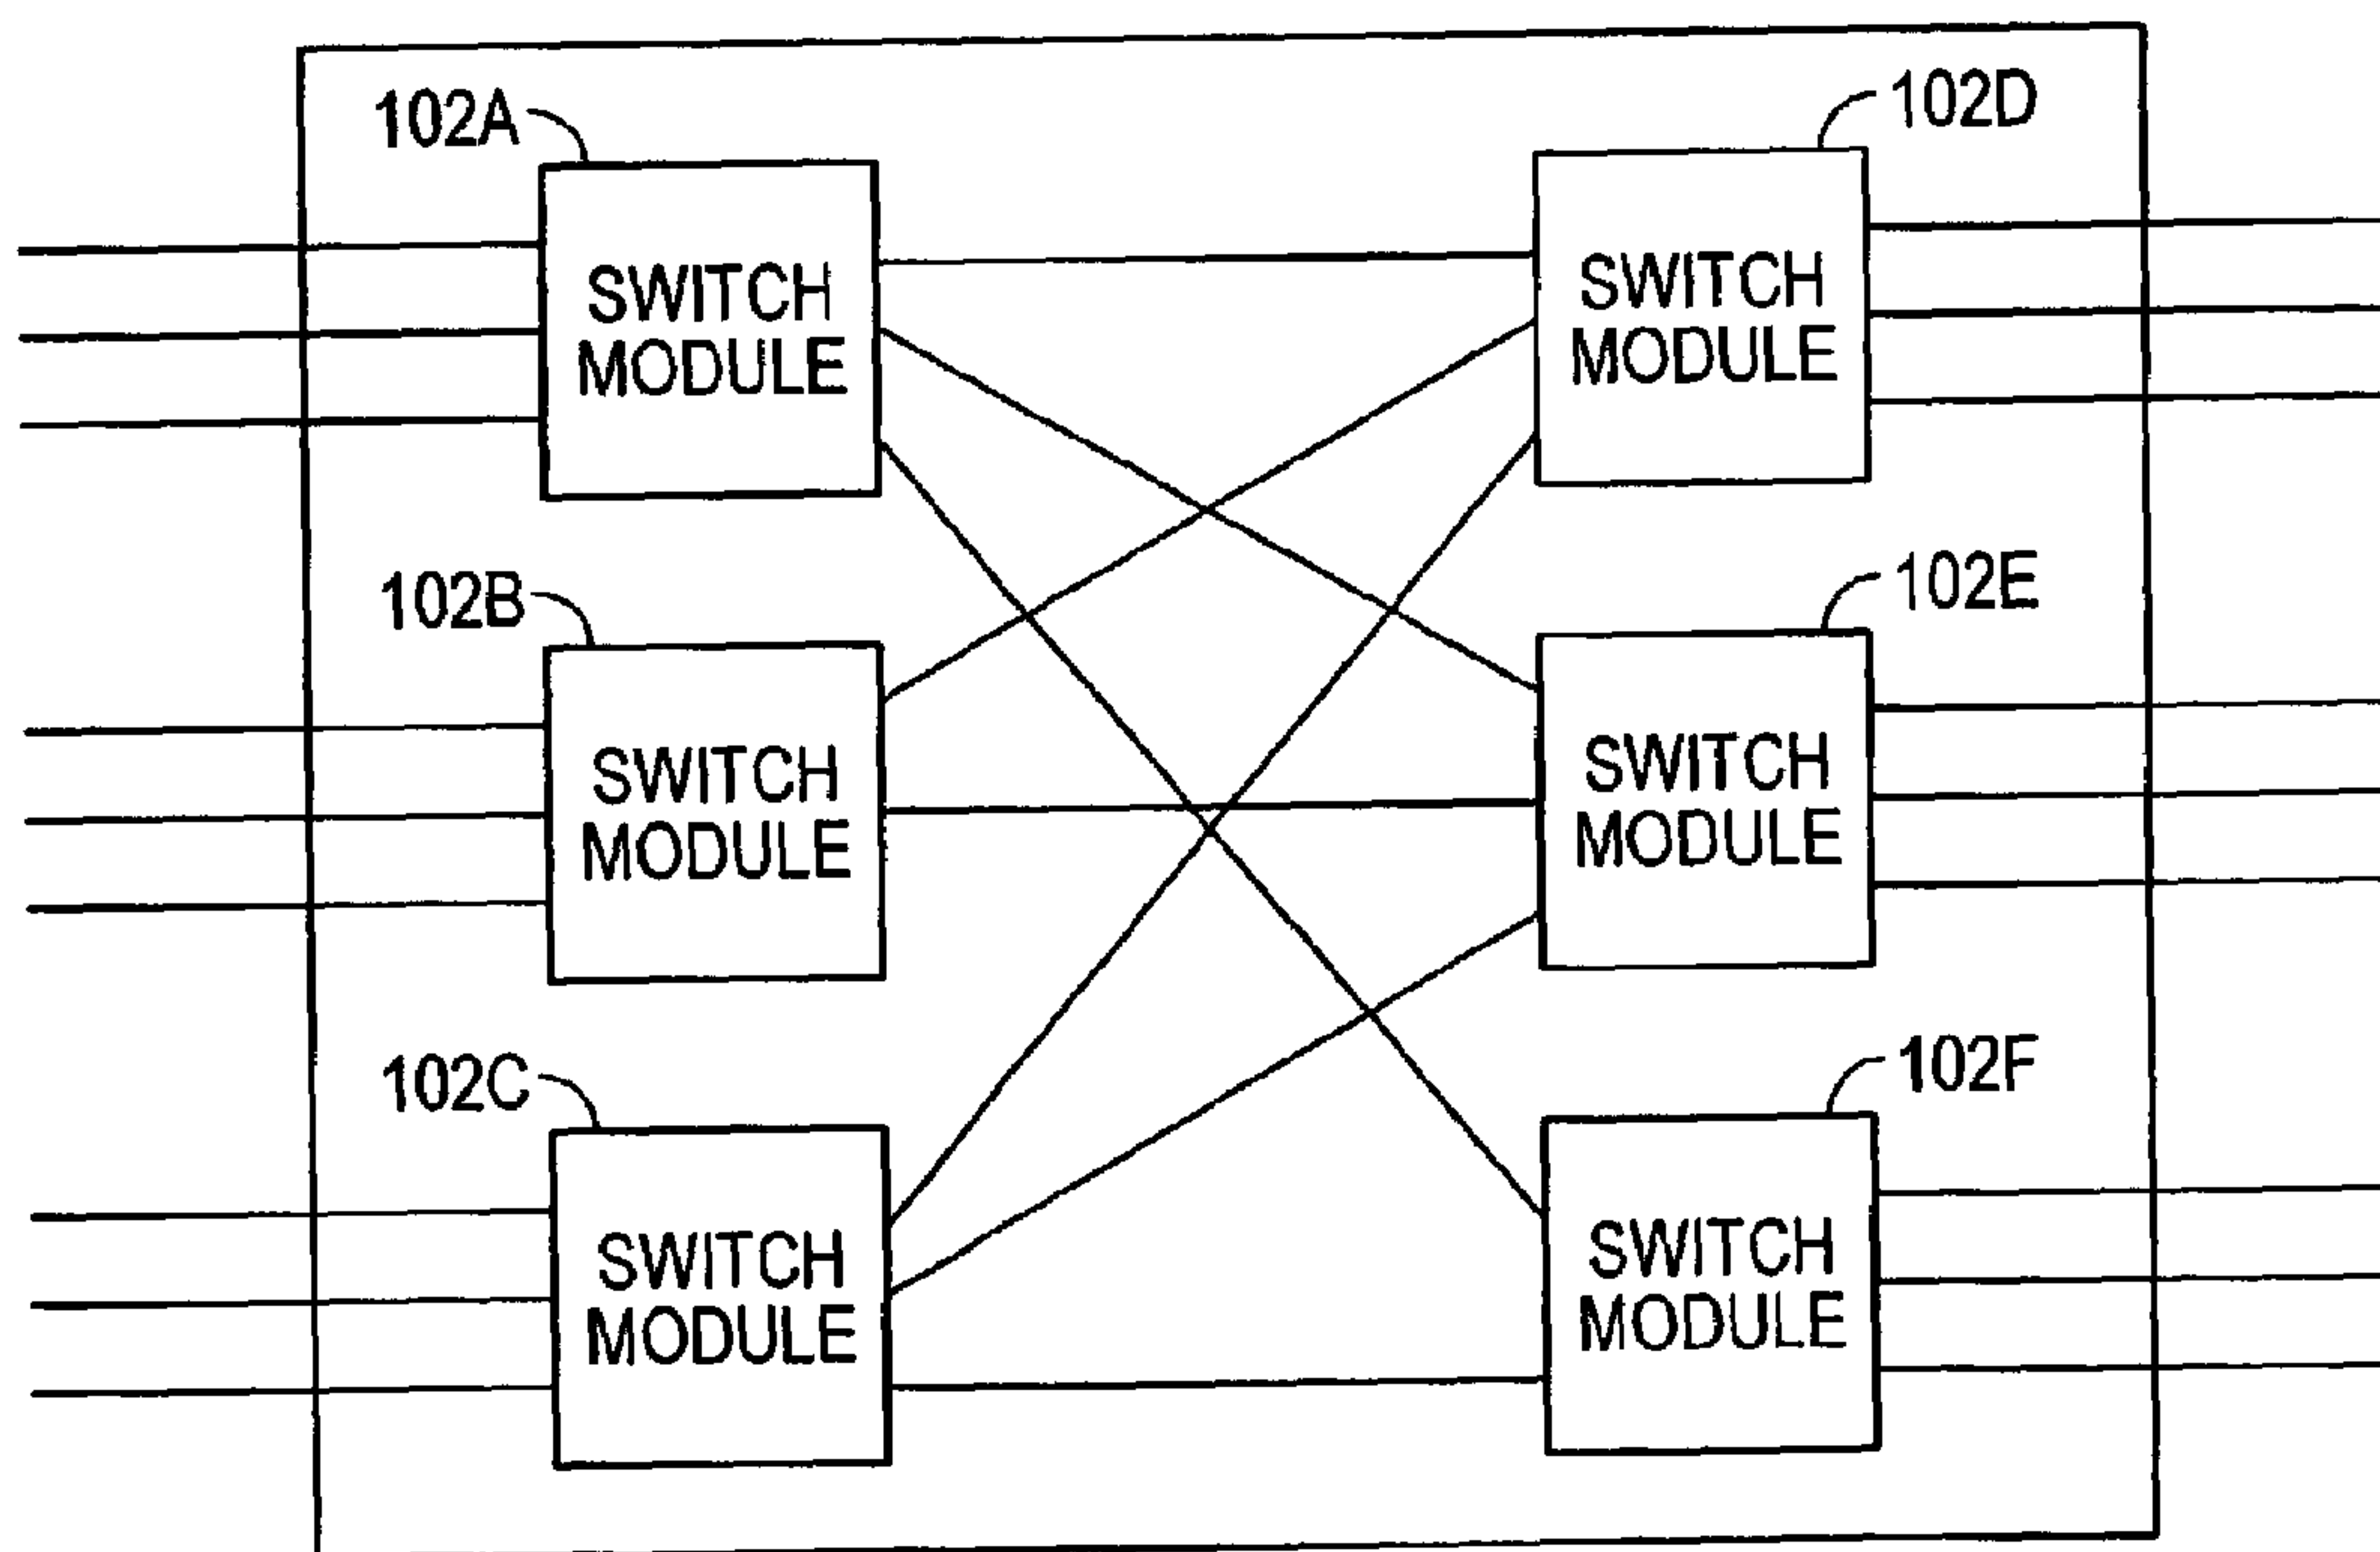 102A
SWITCH
MODULE
102D
SWITCH
MODULE
102B
SWITCH
MODULE
102E
SWITCH
MODULE
102C
SWITCH
MODULE
102F
SWITCH
MODULE